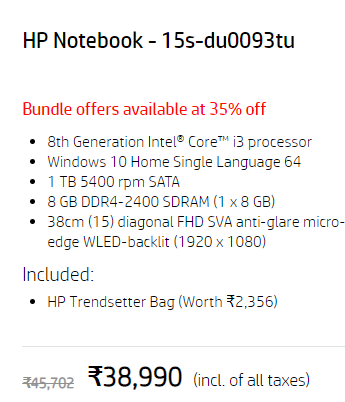 HP Notebook - 15s-du0093tu
Bundle offers available at 35% off
• 8th Generation Intel® Core™ i3 processor
• Windows 10 Home Single Language 64
• 1 TB 5400 rpm SATA
• 8 GB DDR4-2400 SDRAM (1 x 8 GB)
• 38cm (15) diagonal FHD SVA anti-glare micro-
edge WLED-backlit (1920 x 1080)
Included:
• HP Trendsetter Bag (Worth ₹2,356)
₹45,702 ₹38,990 (incl. of all taxes)